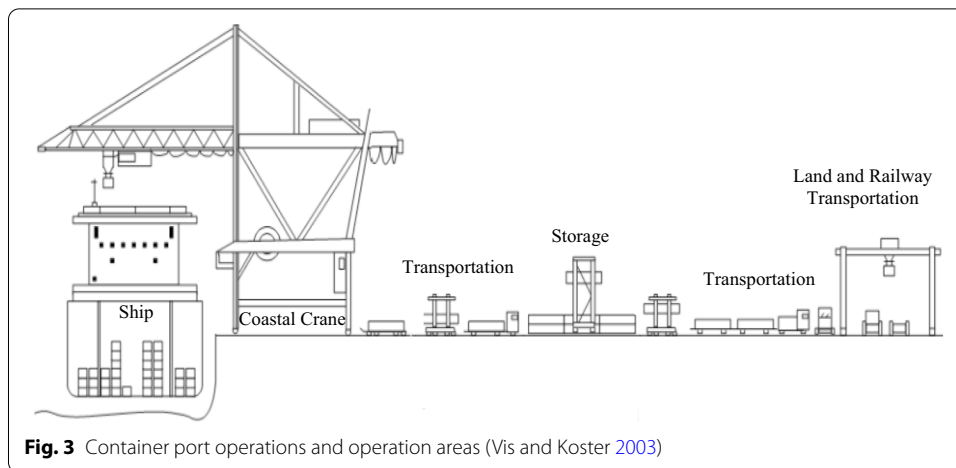 Land and Railway
Transportation
Storage
Transportation
Transportation
Ship
Coastal Crane
Fig. 3 Container port operations and operation areas (Vis and Koster 2003)